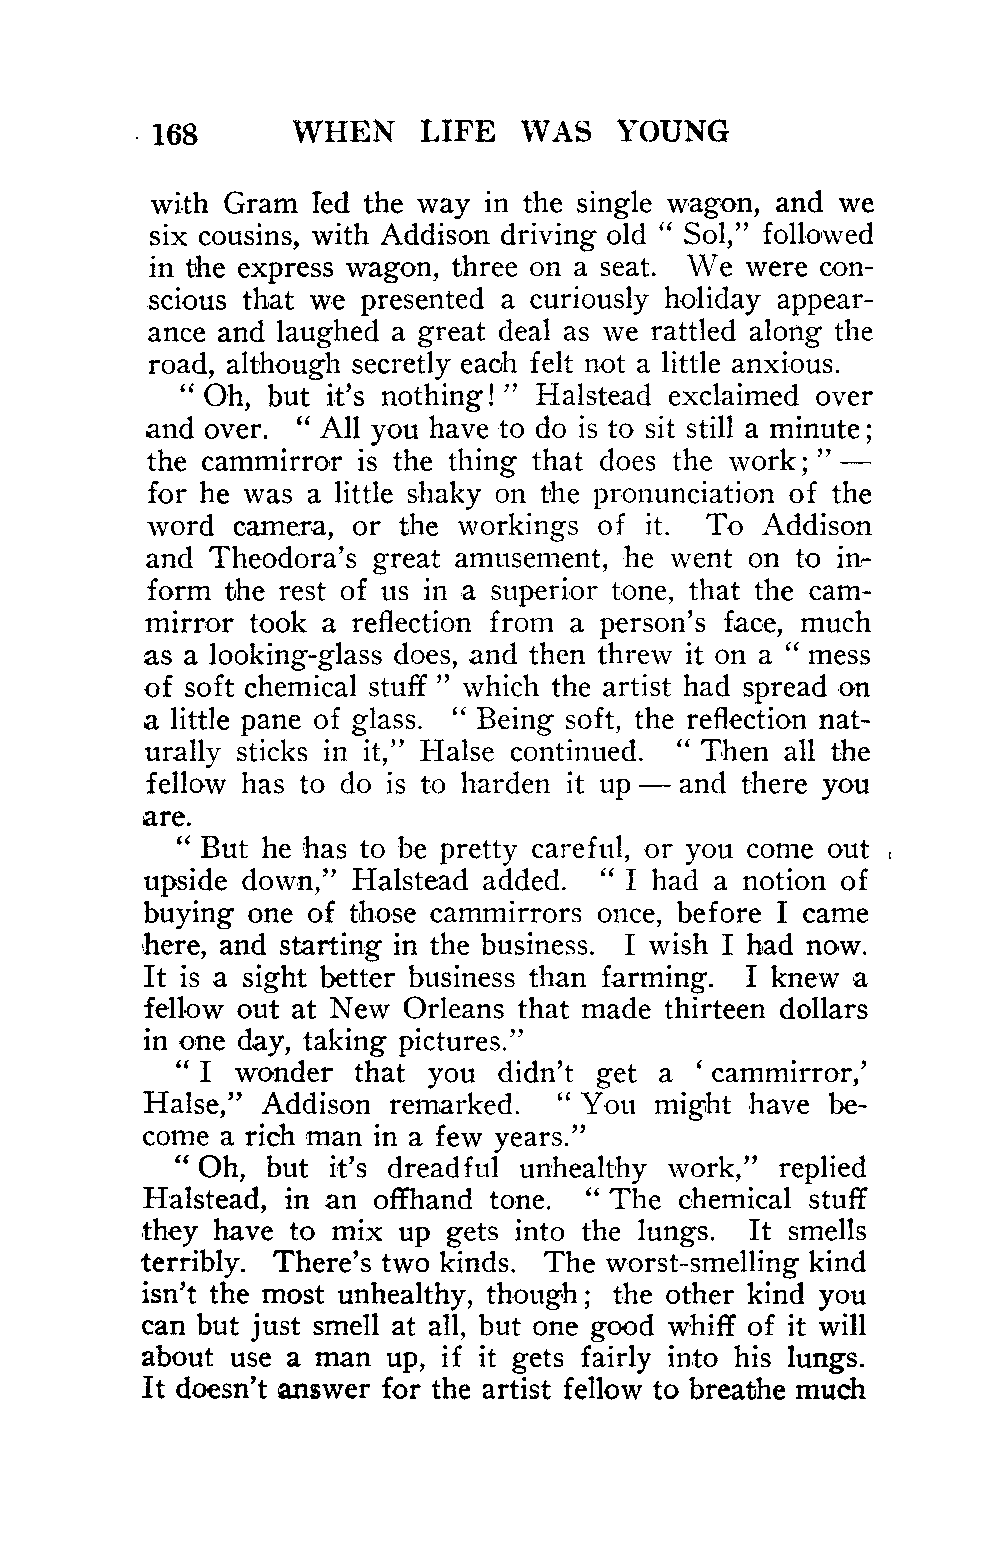 168 WHEN LIFE WAS YOUNG
with Gram led the way in the single wagon, and we
six cousins, with Addison driving old “ Sol,” followed
in the express wagon, three on a seat. We were con-
scious that we presented a curiously holiday appear-
ance and laughed a great deal as we rattled along the
road, although secretly each felt not a little anxious.
“ Oh, but it’s nothing! ” Halstead exclaimed over
and over. “ All you have to do is to sit still a minute;
the cammirror is the thing that does the work; ” —
for he was a little shaky on the pronunciation of the
word camera, or the workings of it. To Addison
and Theodora’s great amusement, he went on to in-
form the rest of us in a superior tone, that the cam-
mirror took a reflection from a person’s face, much
as a looking-glass does, and then threw it on a “ mess
of soft chemical stuff ” which the artist had spread on
a little pane of glass. “ Being soft, the reflection nat-
urally sticks in it,” Halse continued. “ Then all the
fellow has to do is to harden it up — and there you
are.
“ But he has to be pretty careful, or you come out
upside down,” Halstead added. “ I had a notion of
buying one of those cammirrors once, before I came
here, and starting in the business. I wish I had now.
It is a sight better business than farming. I knew a
fellow out at New Orleans that made thirteen dollars
in one day, taking pictures.”
“ I wonder that you didn’t get a ‘ cammirror,’
Halse,” Addison remarked. “ You might have be-
come a rich man in a few years.”
“ Oh, but it’s dreadful unhealthy work,” replied
Halstead, in an offhand tone. “ The chemical stuff
they have to mix up gets into the lungs. It smells
terribly. There’s two kinds. The worst-smelling kind
isn’t the most unhealthy, though; the other kind you
can but just smell at all, but one good whiff of it will
about use a man up, if it gets fairly into his lungs.
It doesn’t answer for the artist fellow to breathe much